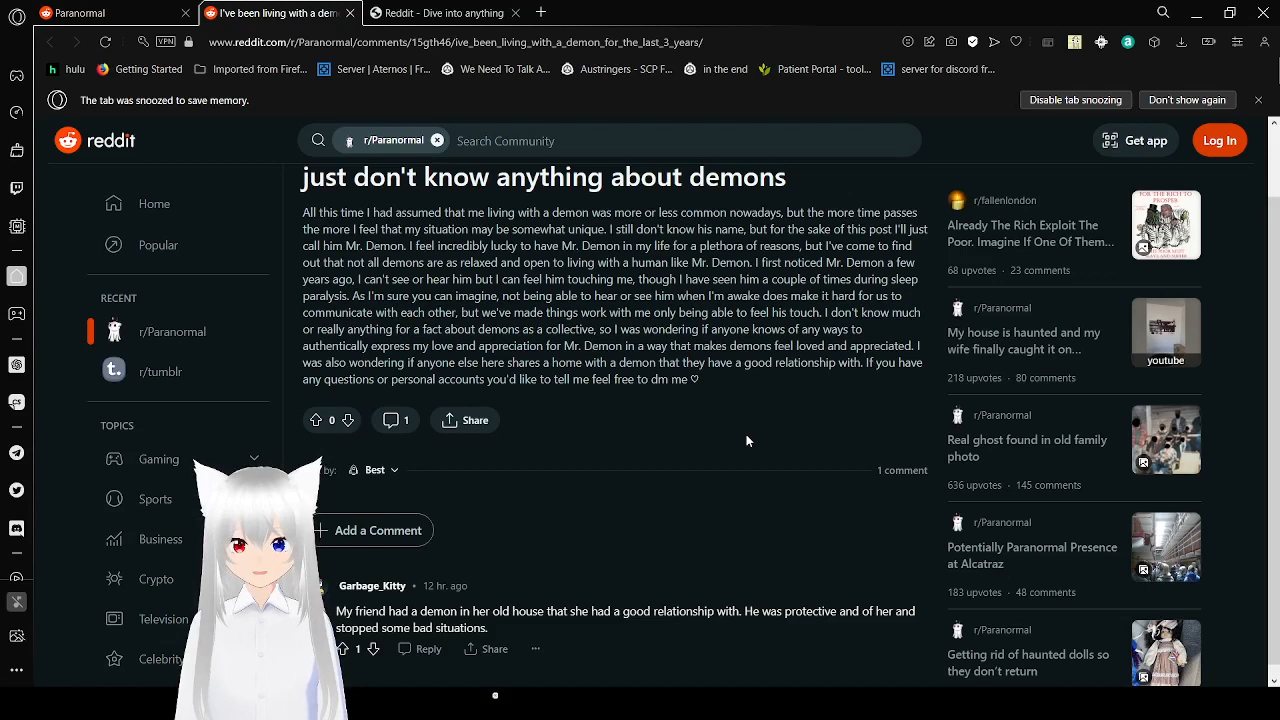 Paranormal
I've been living with a dem
Reddit - Dive into anything
VPN
www.reddit.com/r/Paranormal/comments/15gth46/ive_been_living_with_a_demon_for_the_last_3_years/
hulu
Getting Started
Imported from Firef...
Server | Aternos | Fr...
We Need To Talk A...
Austringers - SCP F...
in the end
Patient Portal - tool...
server for discord fr...
The tab was snoozed to save memory.
Disable tab snoozing
Don't show again
reddit
r/Paranormal
Search Community
Get app
Log In
Home
Popular
RECENT
r/Paranormal
r/tumblr
TOPICS
Gaming
Sports
Business
Crypto
Television
Celebrity
just don't know anything about demons
All this time I had assumed that me living with a demon was more or less common nowadays, but the more time passes
the more I feel that my situation may be somewhat unique. I still don't know his name, but for the sake of this post I'll just
call him Mr. Demon. I feel incredibly lucky to have Mr. Demon in my life for a plethora of reasons, but I've come to find
out that not all demons are as relaxed and open to living with a human like Mr. Demon. I first noticed Mr. Demon a few
years ago, I can't see or hear him but I can feel him touching me, though I have seen him a couple of times during sleep
paralysis. As I'm sure you can imagine, not being able to hear or see him when I'm awake does make it hard for us to
communicate with each other, but we've made things work with me only being able to feel his touch. I don't know much
or really anything for a fact about demons as a collective, so I was wondering if anyone knows of any ways to
authentically express my love and appreciation for Mr. Demon in a way that makes demons feel loved and appreciated. I
was also wondering if anyone else here shares a home with a demon that they have a good relationship with. If you have
any questions or personal accounts you'd like to tell me feel free to dm me ♡
0
1
Share
by:
Best
1 comment
Add a Comment
Garbage_Kitty • 12 hr. ago
My friend had a demon in her old house that she had a good relationship with. He was protective and of her and
stopped some bad situations.
1
Reply
Share
r/fallenlondon
Already The Rich Exploit The
Poor. Imagine If One Of Them...
68 upvotes · 23 comments
FOR THE RICH TO
PROSPER
r/Paranormal
My house is haunted and my
wife finally caught it on...
218 upvotes · 80 comments
youtube
r/Paranormal
Real ghost found in old family
photo
636 upvotes · 145 comments
r/Paranormal
Potentially Paranormal Presence
at Alcatraz
183 upvotes · 48 comments
r/Paranormal
Getting rid of haunted dolls so
they don't return